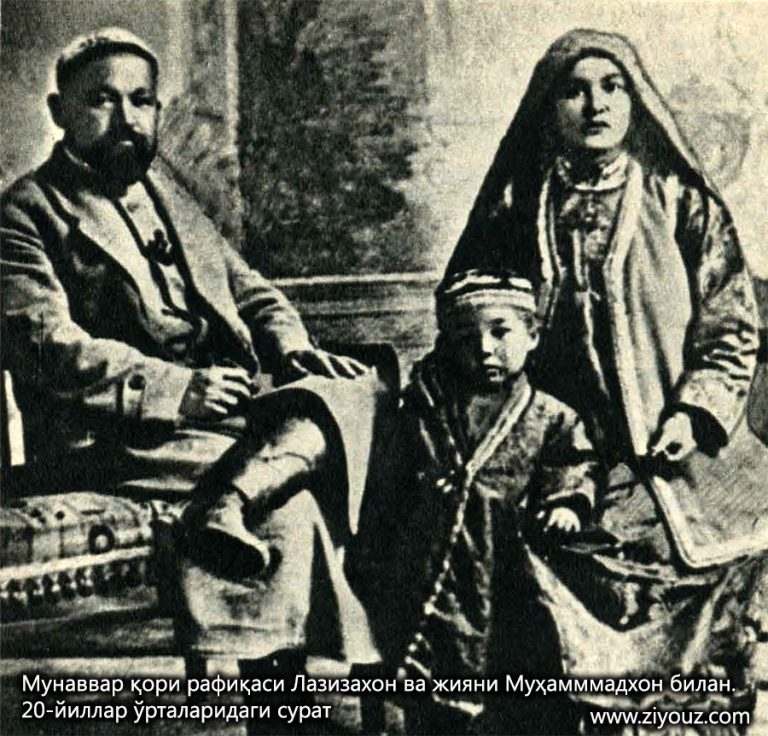 Мунаввар қори рафиқаси Лазизахон ва жияни Муҳамммадхон билан.
20-йиллар ўрталаридаги сурат
www.ziyouz.com